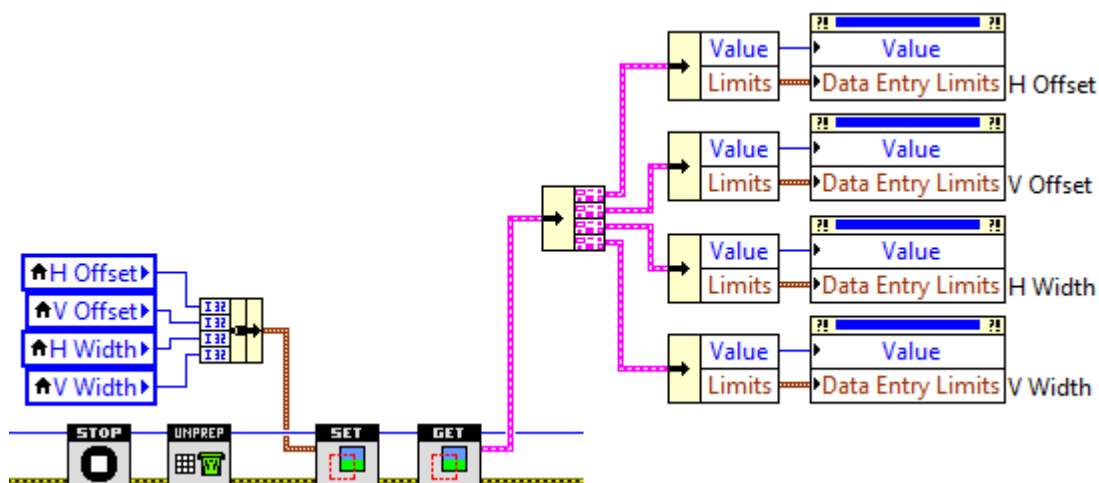 ?! ?!
Value Value
Limits Data Entry Limits H Offset
?! ?!
Value Value
Limits Data Entry Limits V Offset
?! ?!
Value Value
Limits Data Entry Limits H Width
?! ?!
Value Value
Limits Data Entry Limits V Width
H Offset
V Offset
H Width
V Width
I32
I32
I32
I32
STOP
UNPREP
SET
GET